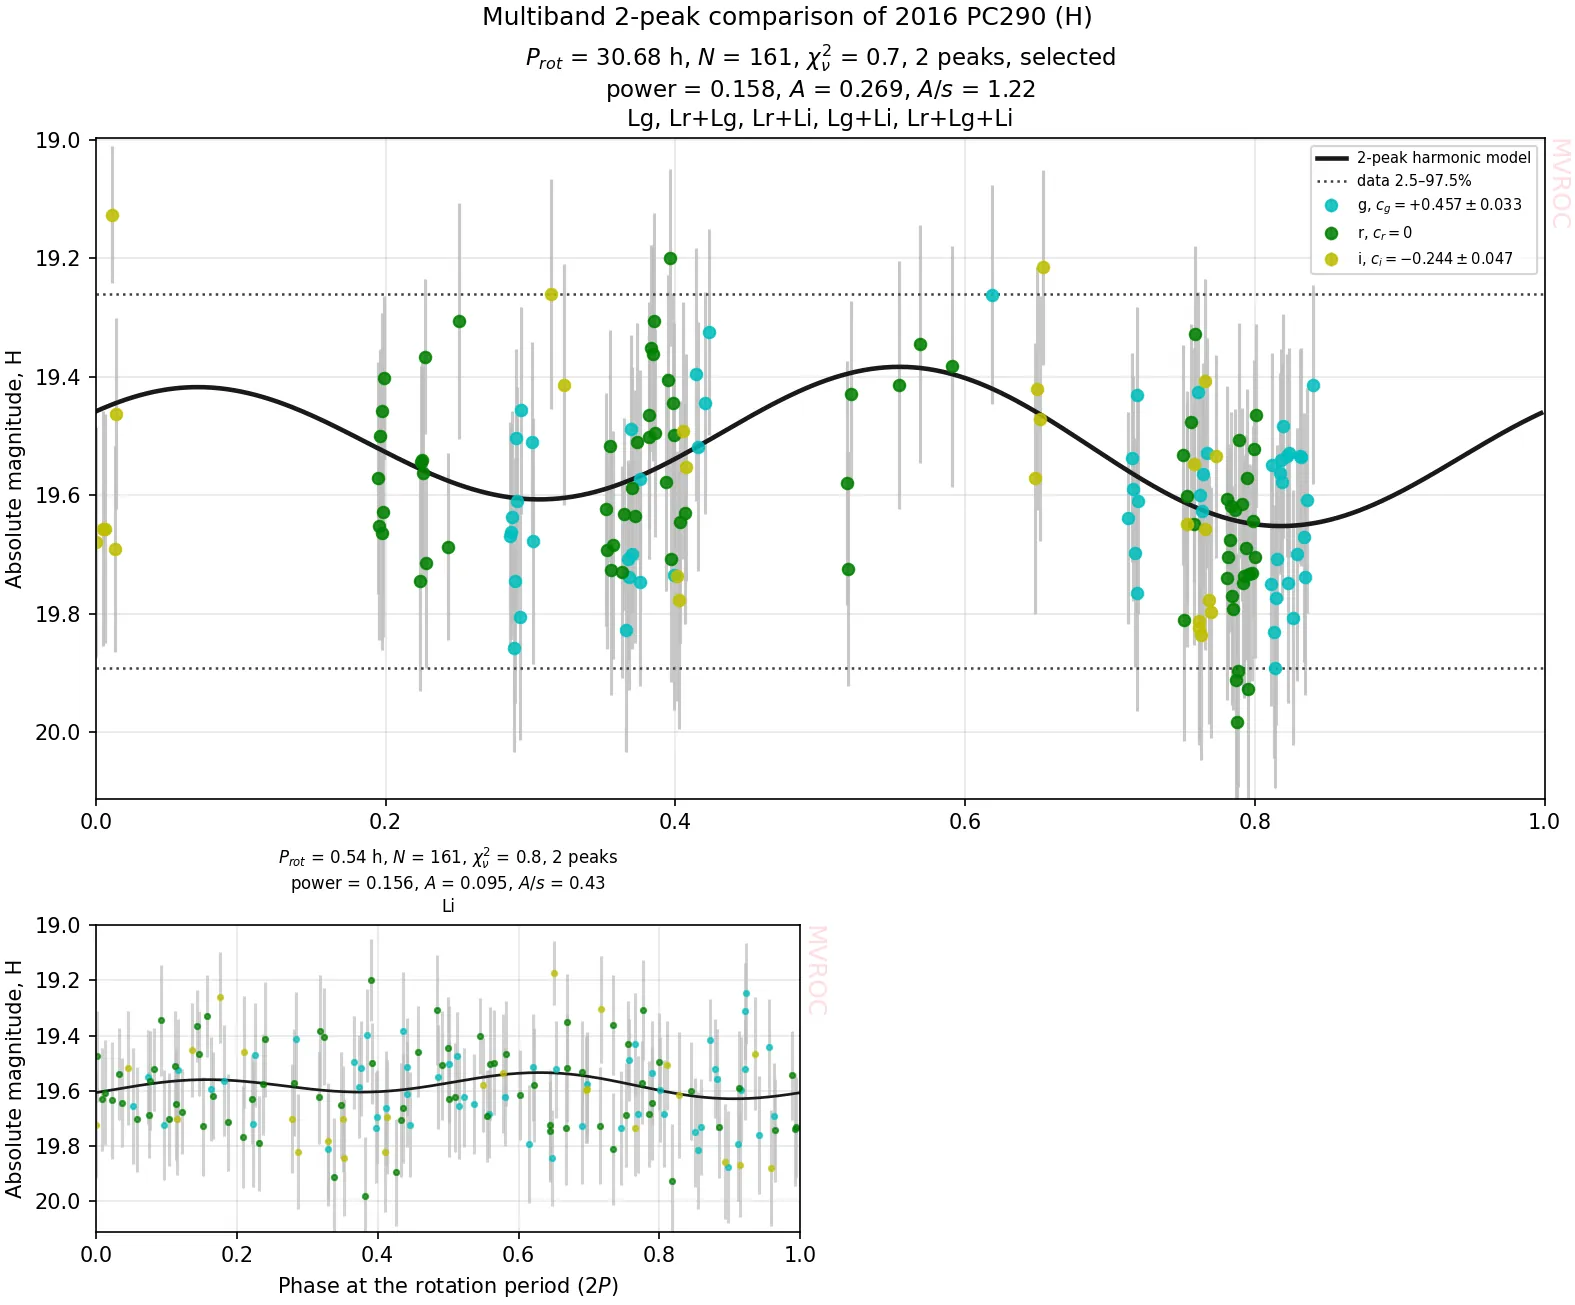 Multiband 2-peak comparison of 2016 PC290 (H)
P_rot = 30.68 h, N = 161, χ²_ν = 0.7, 2 peaks, selected
power = 0.158, A = 0.269, A/s = 1.22
Lg, Lr+Lg, Lr+Li, Lg+Li, Lr+Lg+Li
2-peak harmonic model
data 2.5–97.5%
g, c_g = +0.457 ± 0.033
r, c_r = 0
i, c_i = −0.244 ± 0.047
MVROC
Absolute magnitude, H
19.0
19.2
19.4
19.6
19.8
20.0
0.0 0.2 0.4 0.6 0.8 1.0
P_rot = 0.54 h, N = 161, χ²_ν = 0.8, 2 peaks
power = 0.156, A = 0.095, A/s = 0.43
Li
MVROC
Absolute magnitude, H
19.0
19.2
19.4
19.6
19.8
20.0
0.0 0.2 0.4 0.6 0.8 1.0
Phase at the rotation period (2P)